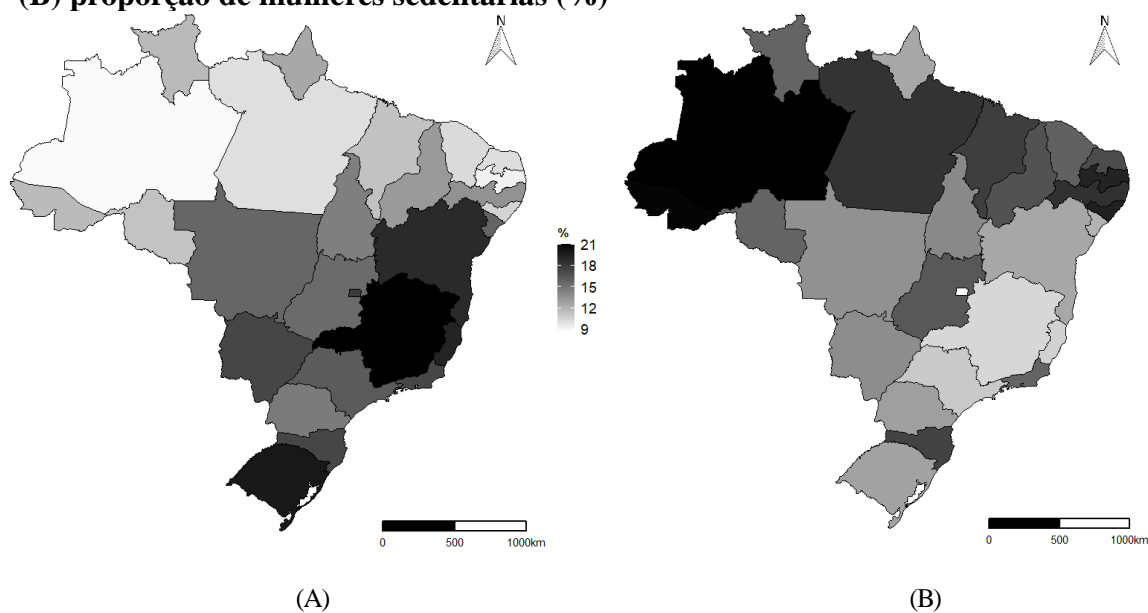 (B) proporção de mulheres sedentárias (%)
N
N
%
21
18
15
12
9
0 500 1000km
0 500 1000km
(A) (B)